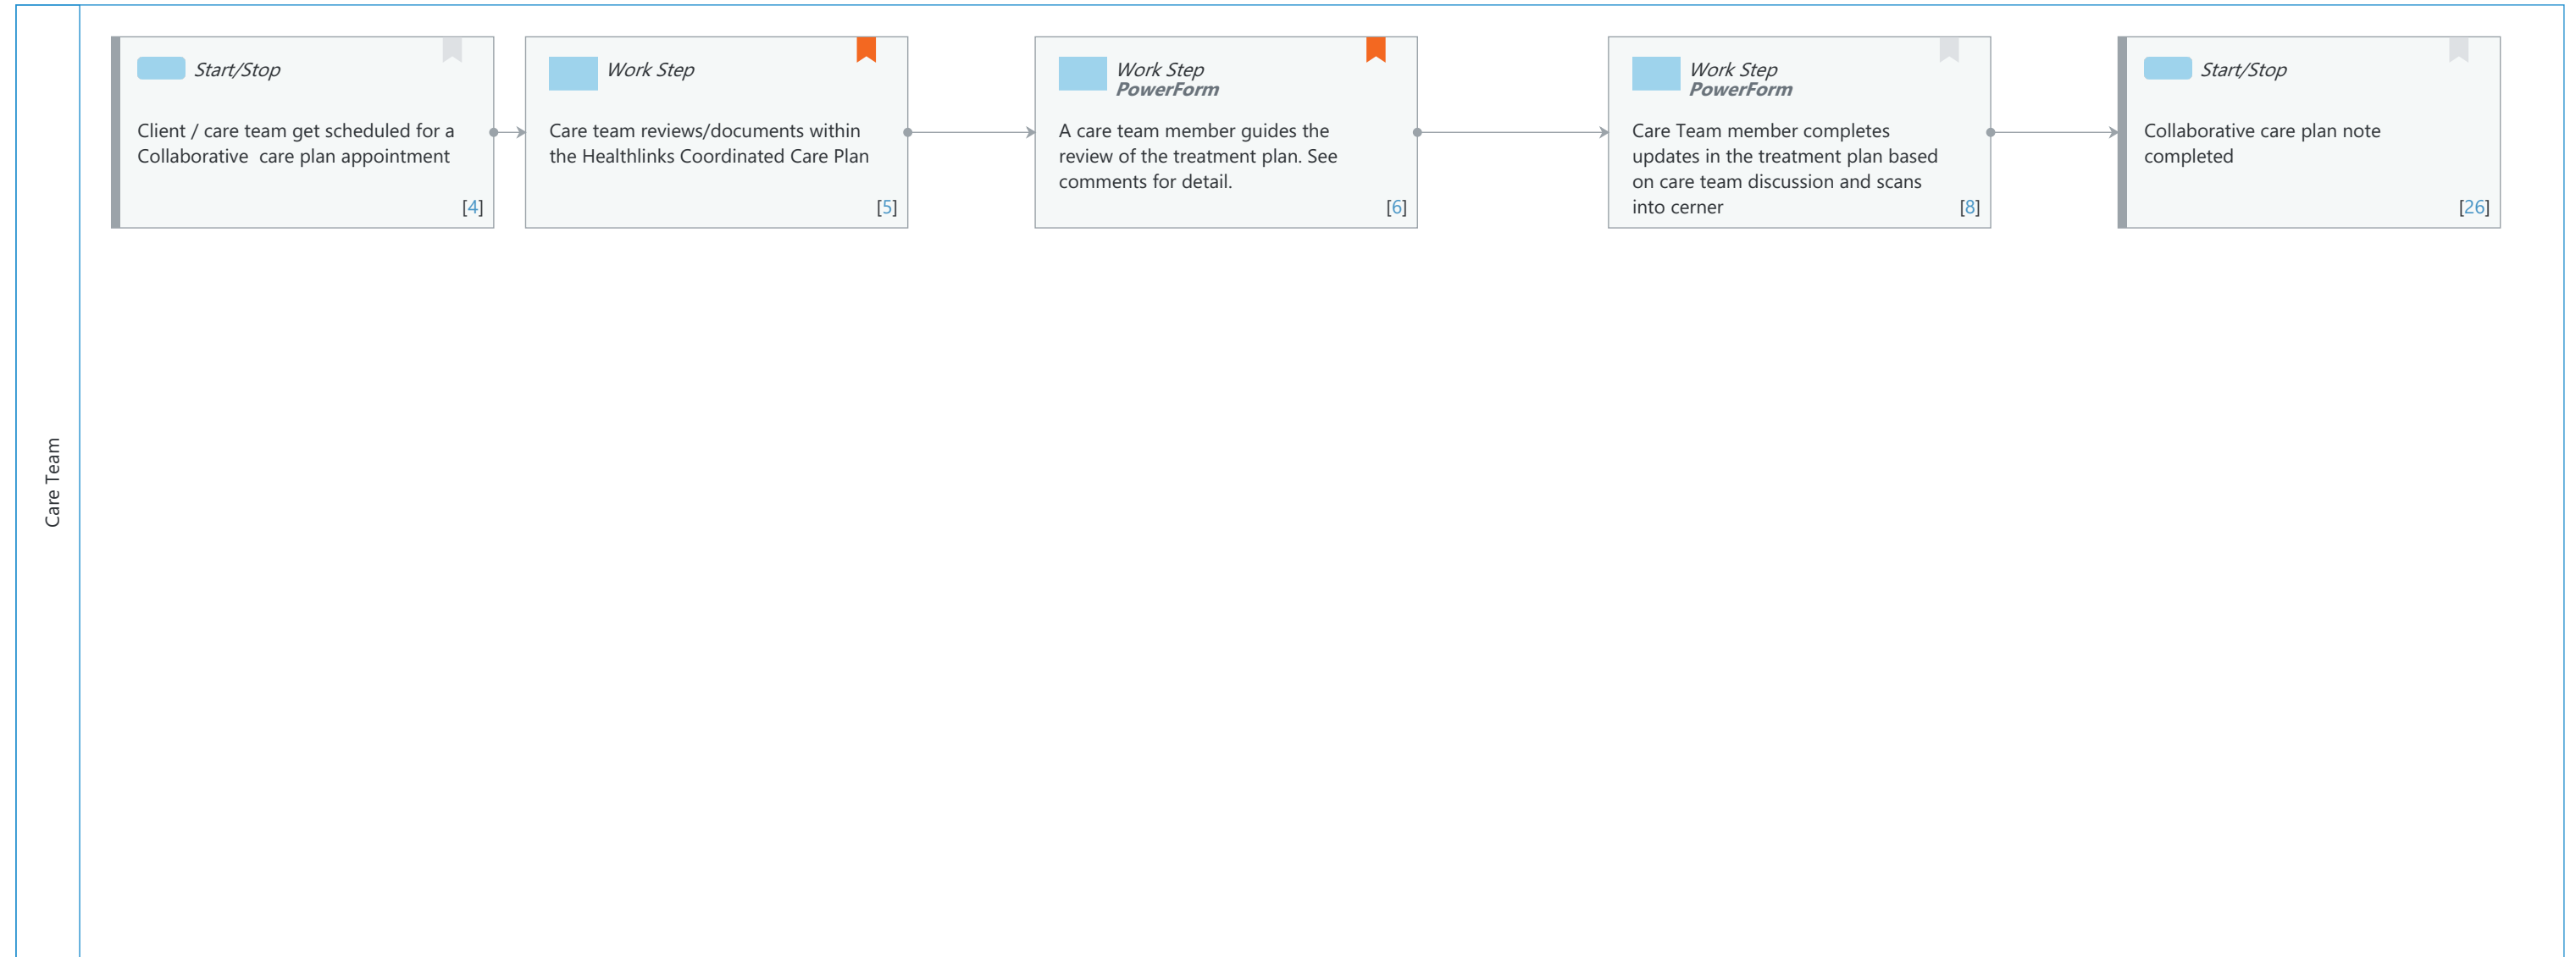 Care Team
Start/Stop
Client / care team get scheduled for a
Collaborative  care plan appointment
[4]
Work Step
Care team reviews/documents within
the Healthlinks Coordinated Care Plan
[5]
Work Step
PowerForm
A care team member guides the
review of the treatment plan. See
comments for detail.
[6]
Work Step
PowerForm
Care Team member completes
updates in the treatment plan based
on care team discussion and scans
into cerner
[8]
Start/Stop
Collaborative care plan note
completed
[26]